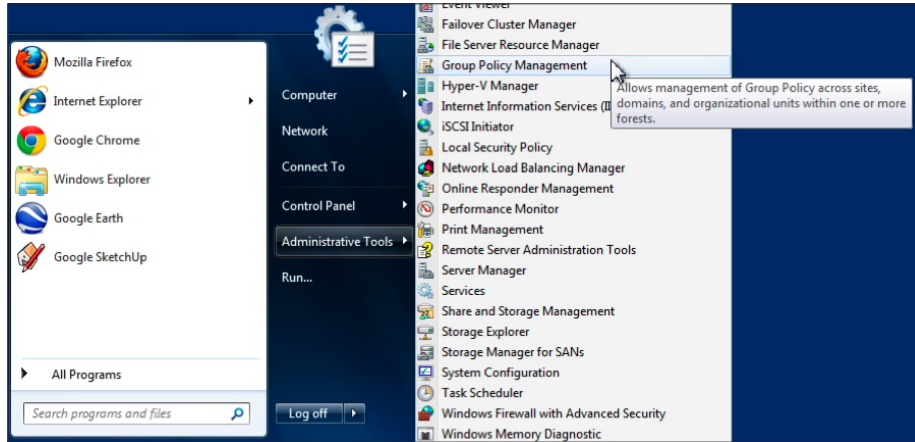 Mozilla Firefox
Internet Explorer
Google Chrome
Windows Explorer
Google Earth
Google SketchUp
All Programs
Search programs and files
Computer
Network
Connect To
Control Panel
Administrative Tools
Run...
Log off
Event Viewer
Failover Cluster Manager
File Server Resource Manager
Group Policy Management
Hyper-V Manager
Internet Information Services (II
iSCSI Initiator
Local Security Policy
Network Load Balancing Manager
Online Responder Management
Performance Monitor
Print Management
Remote Server Administration Tools
Server Manager
Services
Share and Storage Management
Storage Explorer
Storage Manager for SANs
System Configuration
Task Scheduler
Windows Firewall with Advanced Security
Windows Memory Diagnostic
Allows management of Group Policy across sites,
domains, and organizational units within one or more
forests.